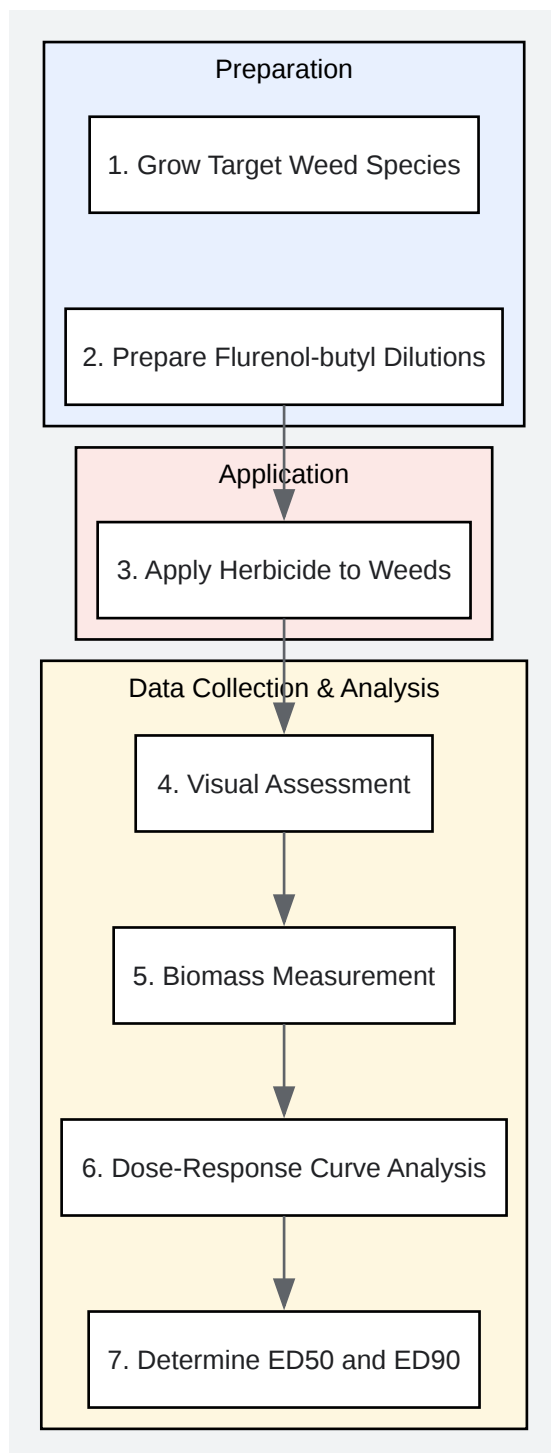 Preparation
1. Grow Target Weed Species
2. Prepare Flurenol-butyl Dilutions
Application
3. Apply Herbicide to Weeds
Data Collection & Analysis
4. Visual Assessment
5. Biomass Measurement
6. Dose-Response Curve Analysis
7. Determine ED50 and ED90